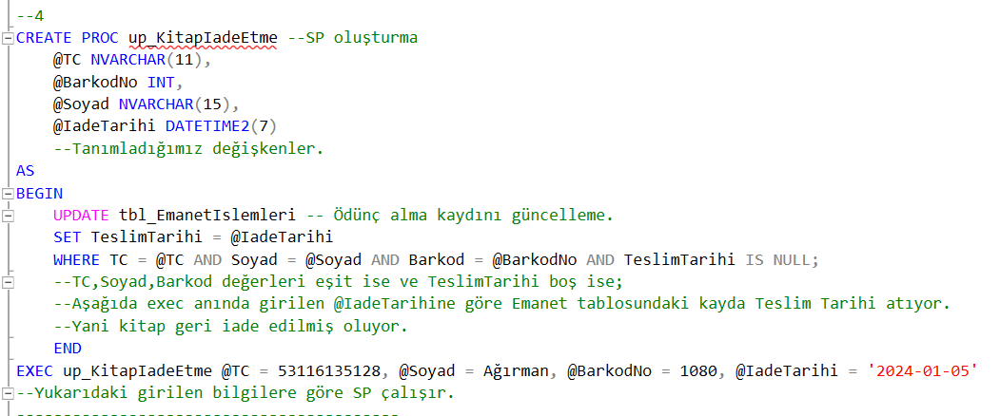 --4
CREATE PROC up_KitapIadeEtme --SP oluşturma
@TC NVARCHAR(11),
@BarkodNo INT,
@Soyad NVARCHAR(15),
@IadeTarihi DATETIME2(7)
--Tanımladığımız değişkenler.
AS
BEGIN
UPDATE tbl_EmanetIslemleri -- Ödünç alma kaydını güncelleme.
SET TeslimTarihi = @IadeTarihi
WHERE TC = @TC AND Soyad = @Soyad AND Barkod = @BarkodNo AND TeslimTarihi IS NULL;
--TC,Soyad,Barkod değerleri eşit ise ve TeslimTarihi boş ise;
--Aşağıda exec anında girilen @IadeTarihine göre Emanet tablosundaki kayda Teslim Tarihi atıyor.
--Yani kitap geri iade edilmiş oluyor.
END
EXEC up_KitapIadeEtme @TC = 53116135128, @Soyad = Ağırman, @BarkodNo = 1080, @IadeTarihi = '2024-01-05'
--Yukarıdaki girilen bilgilere göre SP çalışır.
-----------------------------------------